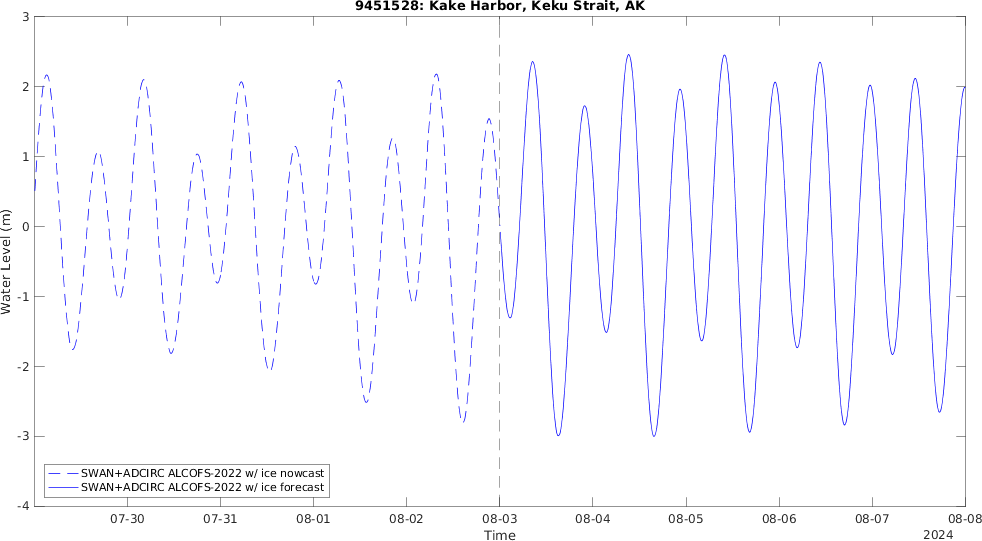 9451528: Kake Harbor, Keku Strait, AK
3
2
1
0
-1
-2
-3
-4
Water Level (m)
SWAN+ADCIRC ALCOFS-2022 w/ ice nowcast
SWAN+ADCIRC ALCOFS-2022 w/ ice forecast
07-30 07-31 08-01 08-02 08-03 08-04 08-05 08-06 08-07 08-08
Time
2024